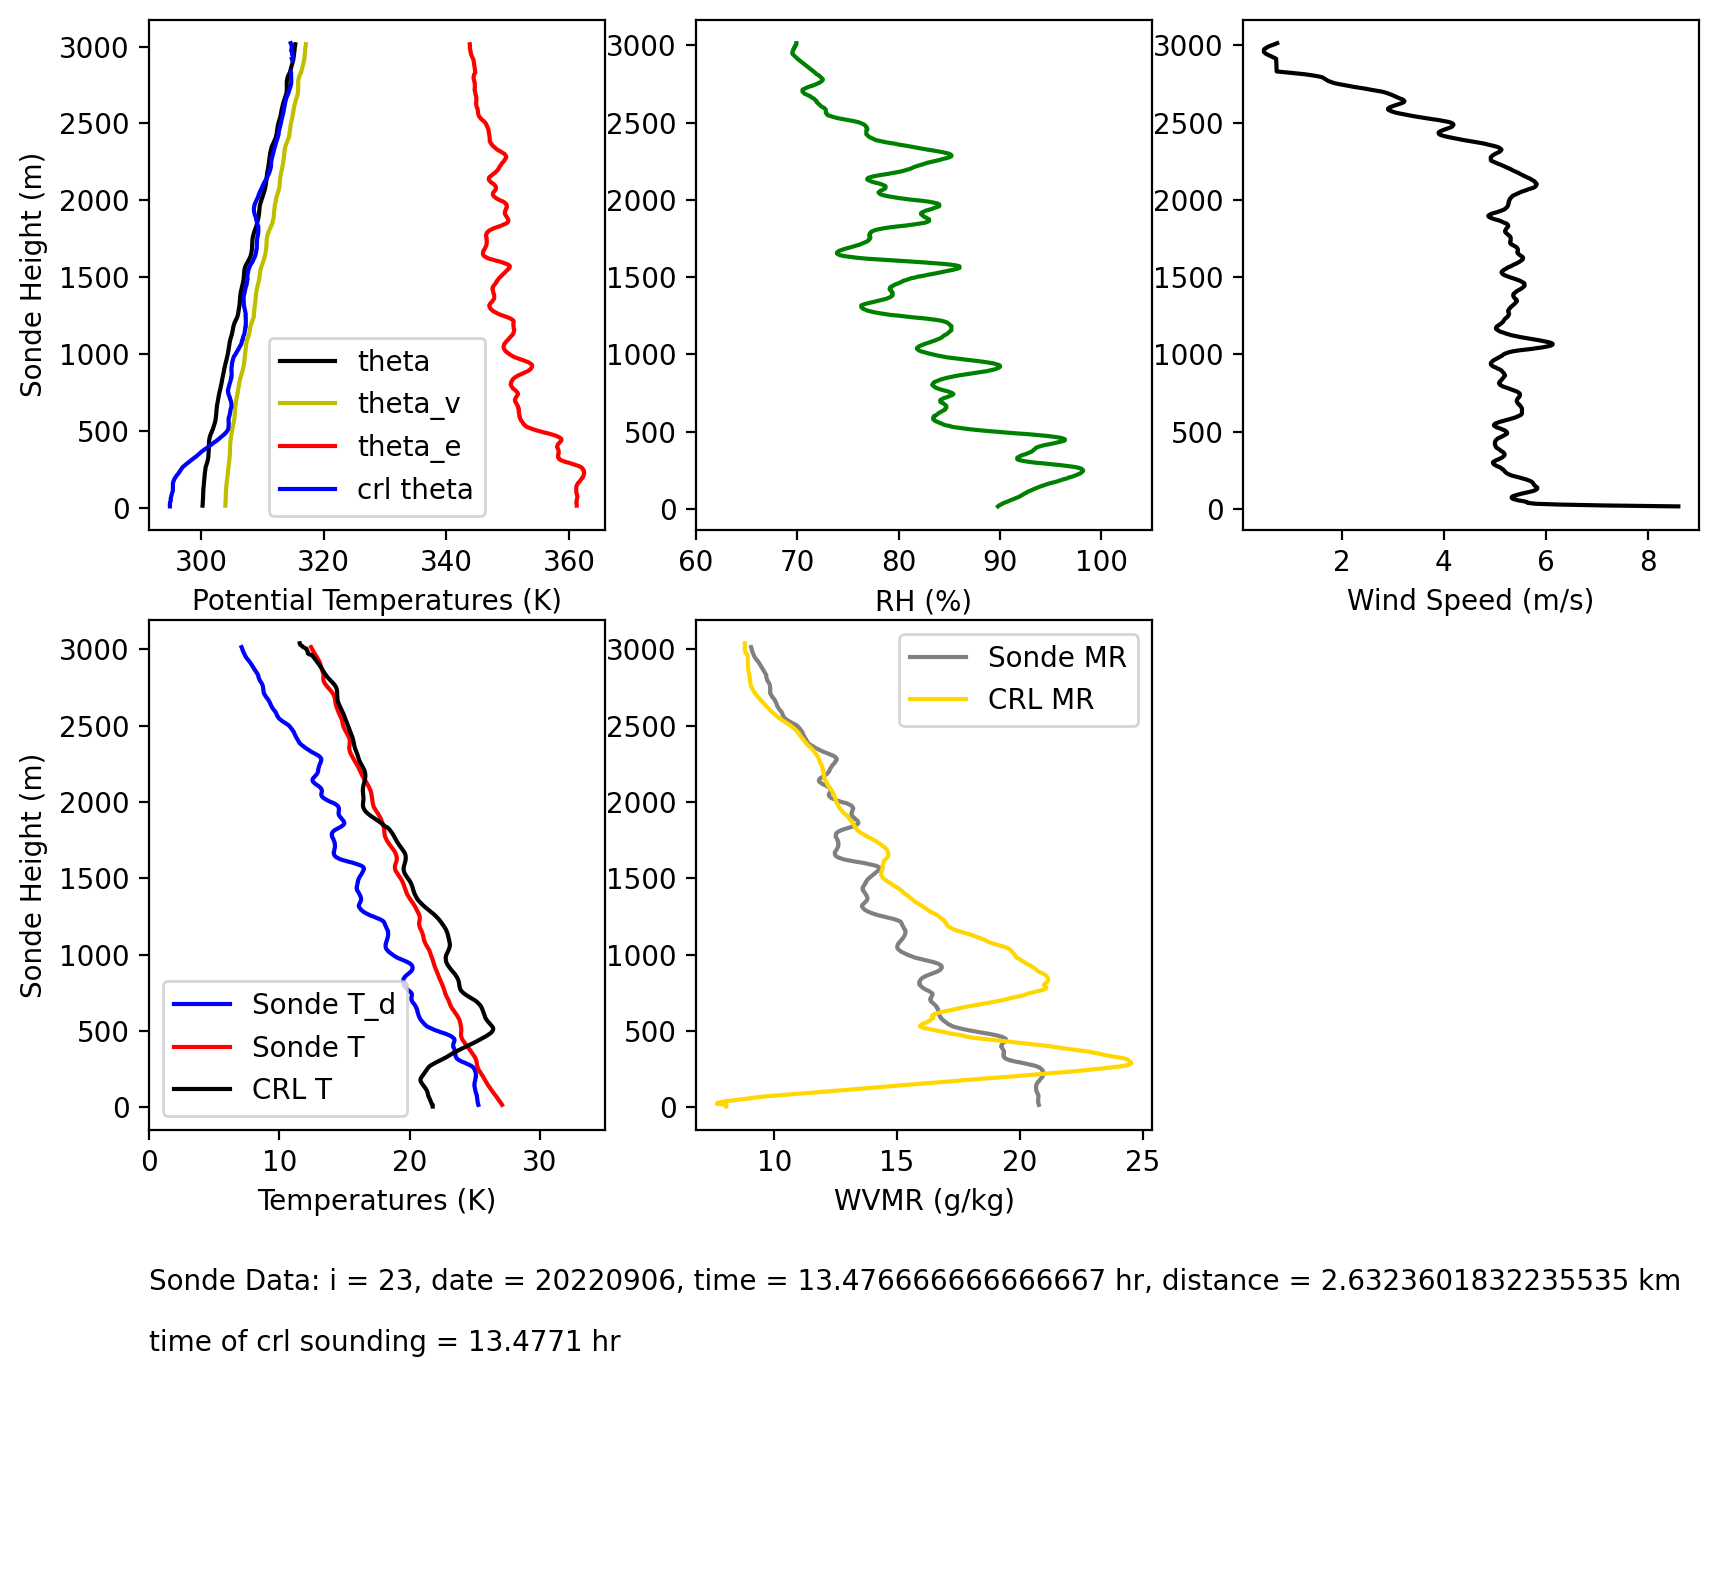 3000
2500
2000
1500
1000
500
0
Sonde Height (m)
theta
theta_v
theta_e
crl theta
300 320 340 360
Potential Temperatures (K)
3000
2500
2000
1500
1000
500
0
60 70 80 90 100
RH (%)
3000
2500
2000
1500
1000
500
0
2 4 6 8
Wind Speed (m/s)
3000
2500
2000
1500
1000
500
0
Sonde Height (m)
Sonde T_d
Sonde T
CRL T
0 10 20 30
Temperatures (K)
3000
2500
2000
1500
1000
500
0
Sonde MR
CRL MR
10 15 20 25
WVMR (g/kg)
Sonde Data: i = 23, date = 20220906, time = 13.476666666666667 hr, distance = 2.6323601832235535 km
time of crl sounding = 13.4771 hr